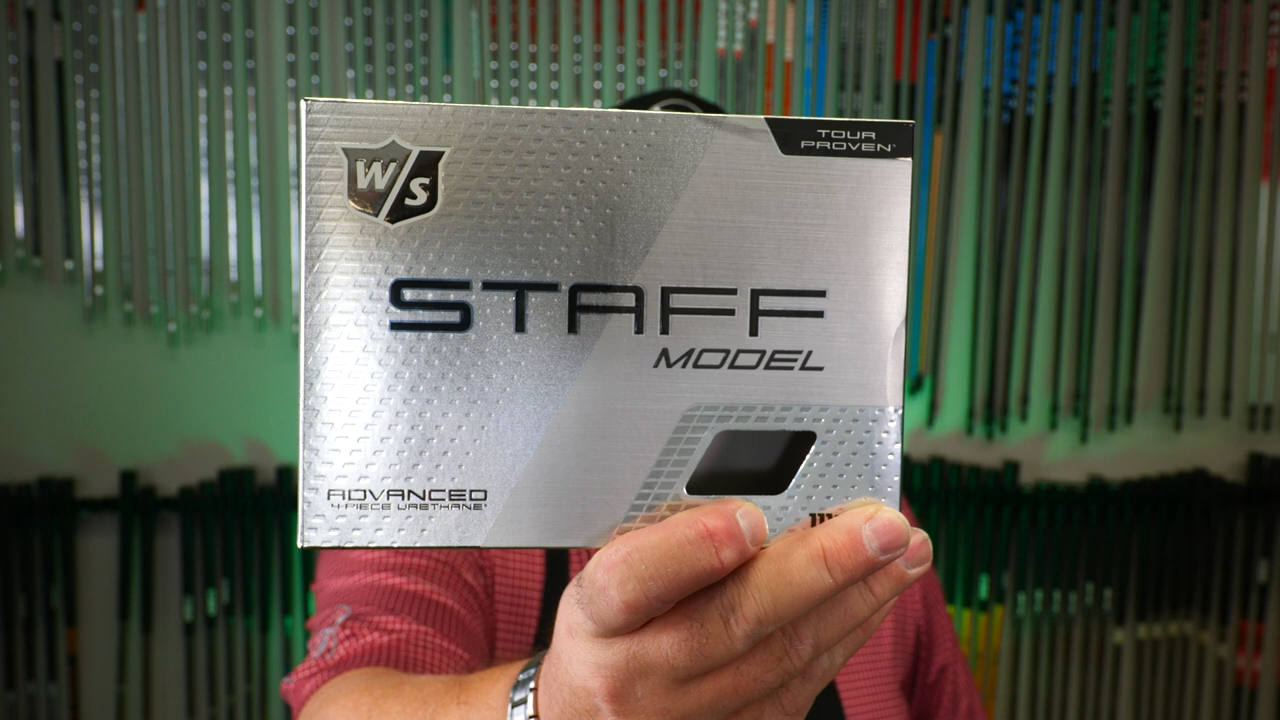 TOUR
PROVEN
W/S
STAFF
MODEL
ADVANCED
4-PIECE URETHANE